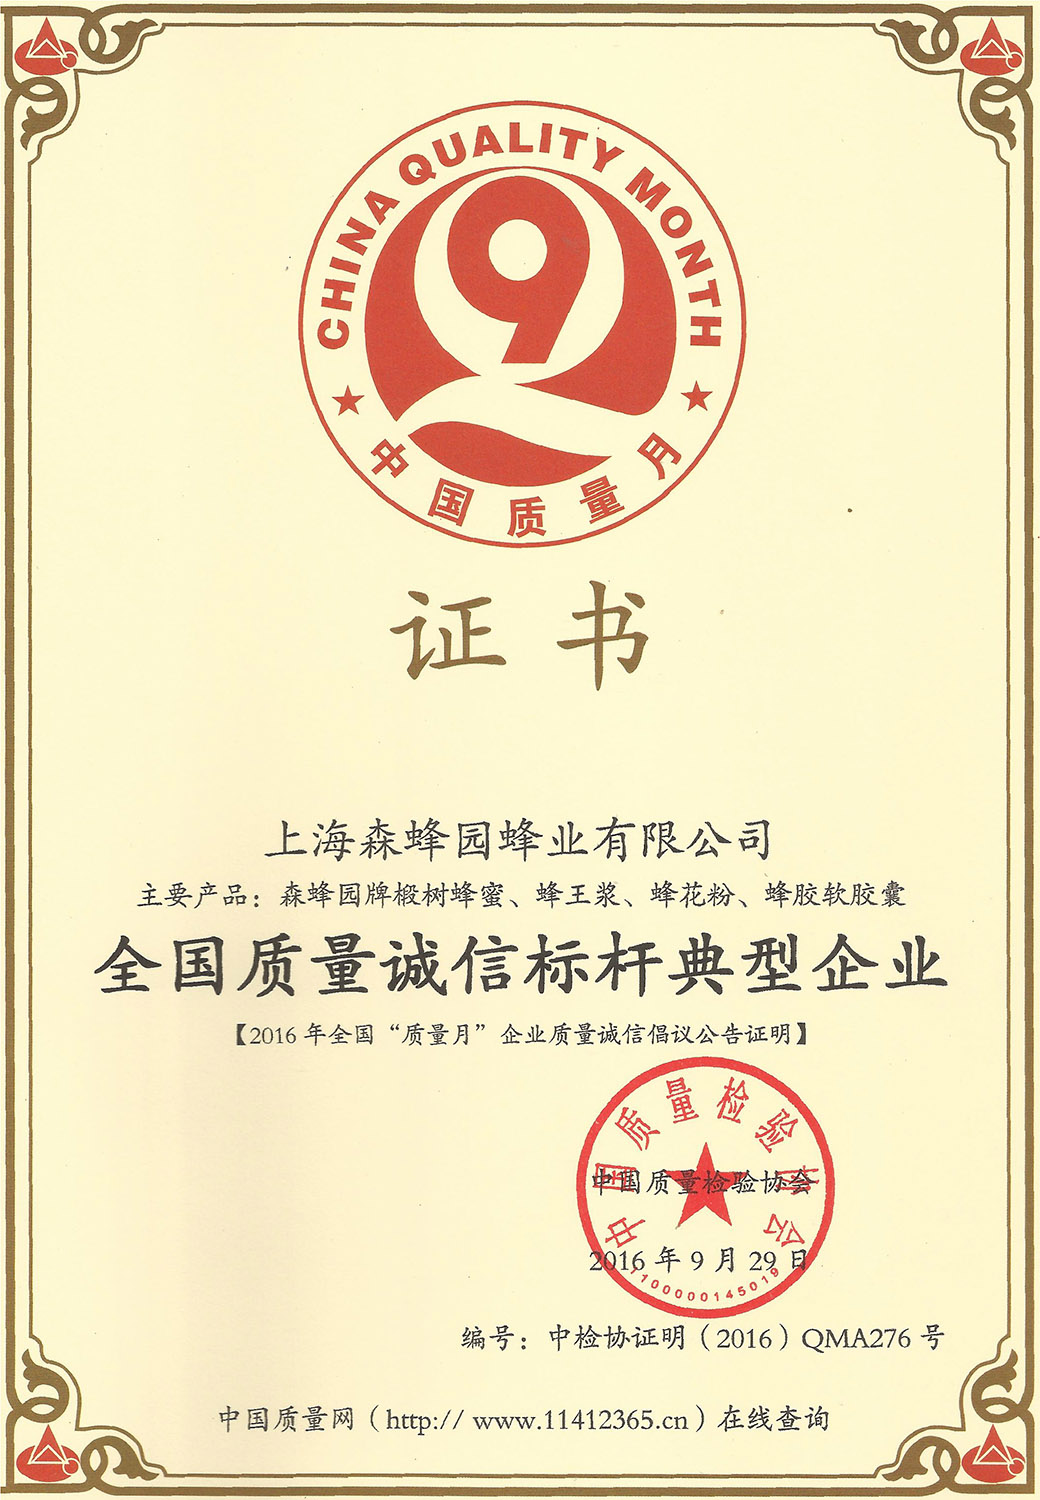 CHINA QUALITY MONTH
9
中国质量月
证书
上海森蜂园蜂业有限公司
主要产品：森蜂园牌椴树蜂蜜、蜂王浆、蜂花粉、蜂胶软胶囊
全国质量诚信标杆典型企业
【2016年全国“质量月”企业质量诚信倡议公告证明】
中国质量检验协会
中国质量检验协会
2016年9月29日
1100000145019
编号：中检协证明（2016）QMA276号
中国质量网（http:// www.11412365.cn）在线查询